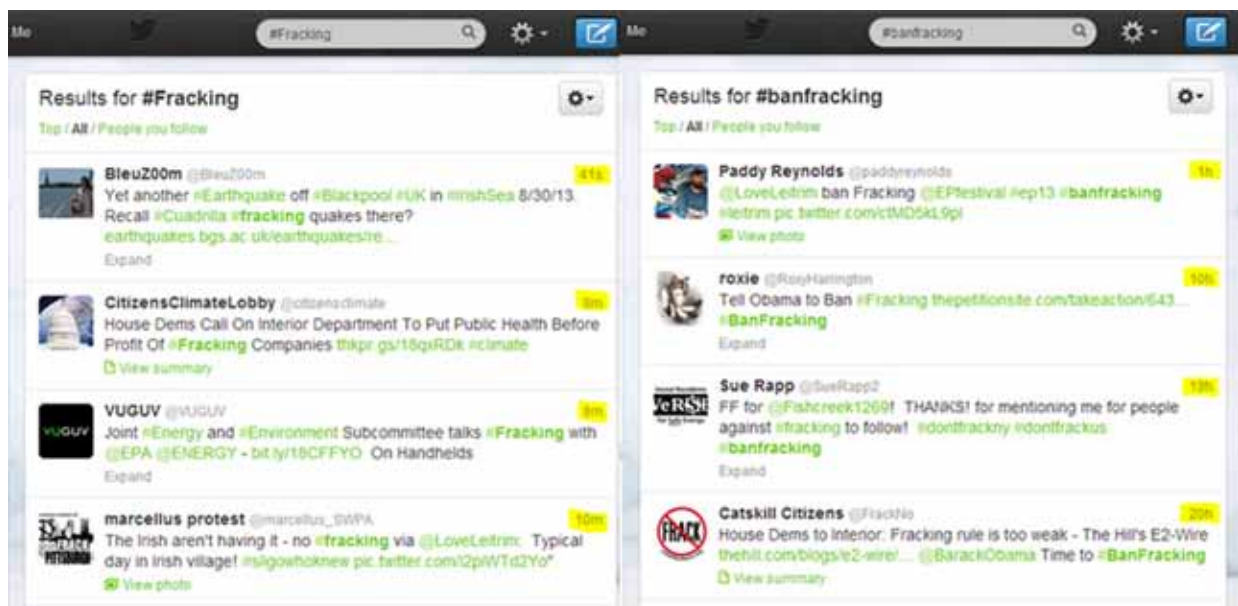 Me
#Fracking
Results for #Fracking
Top / All / People you follow
BleuZ00m @BleuZ00m
41s
Yet another #Earthquake off #Blackpool #UK in #IrishSea 8/30/13.
Recall #Cuadrilla #fracking quakes there?
earthquakes.bgs.ac.uk/earthquakes/re...
Expand
CitizensClimateLobby @citizensclimate
8m
House Dems Call On Interior Department To Put Public Health Before
Profit Of #Fracking Companies thkpr.gs/18qxRDk #climate
View summary
VUGUV
VUGUV @VUGUV
8m
Joint #Energy and #Environment Subcommittee talks #Fracking with
@EPA @ENERGY - bit.ly/18CFFYO On Handhelds
Expand
marcellus protest @marcellus_SWPA
10m
The Irish aren't having it - no #fracking via @LoveLeitrim: Typical
day in Irish village! #sligowhoknew pic.twitter.com/i2piWTd2Yo"
View photo
Me
#banfracking
Results for #banfracking
Top / All / People you follow
Paddy Reynolds @paddyreynolds
1h
@LoveLeitrim ban Fracking @EPfestival #ep13 #banfracking
#leitrim pic.twitter.com/ctMD5kL9pl
View photo
roxie @RoxyHarrington
10h
Tell Obama to Ban #Fracking thepetitionsite.com/takeaction/643...
#BanFracking
Expand
Sue Rapp @SueRapp2
13h
FF for @Fishcreek1269! THANKS! for mentioning me for people
against #fracking to follow! #dontfrackny #dontfrackus
#banfracking
Expand
FRACK
Catskill Citizens @FrackNo
20h
House Dems to Interior: Fracking rule is too weak - The Hill's E2-Wire
thehill.com/blogs/e2-wire/... @BarackObama Time to #BanFracking
View summary